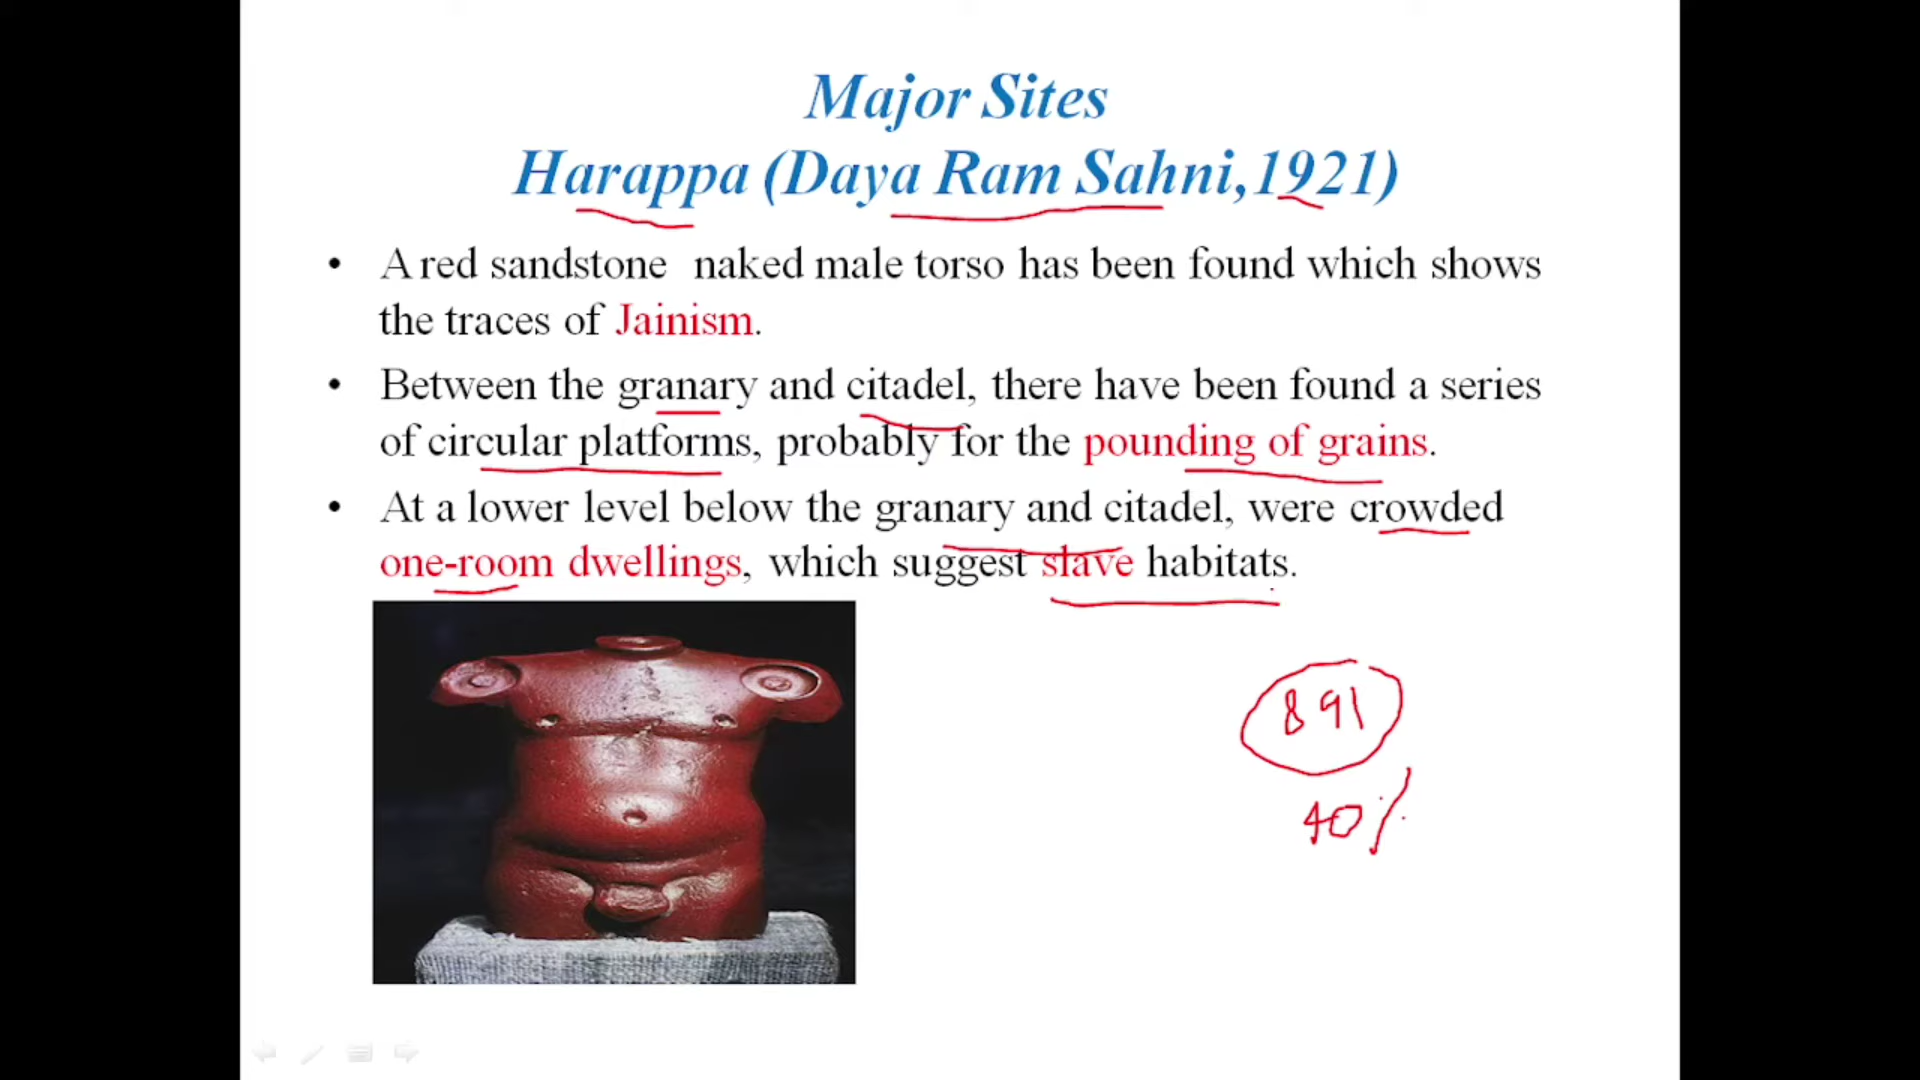 Major Sites
Harappa (Daya Ram Sahni,1921)
• A red sandstone naked male torso has been found which shows
the traces of Jainism.
• Between the granary and citadel, there have been found a series
of circular platforms, probably for the pounding of grains.
• At a lower level below the granary and citadel, were crowded
one-room dwellings, which suggest slave habitats.
891
40%